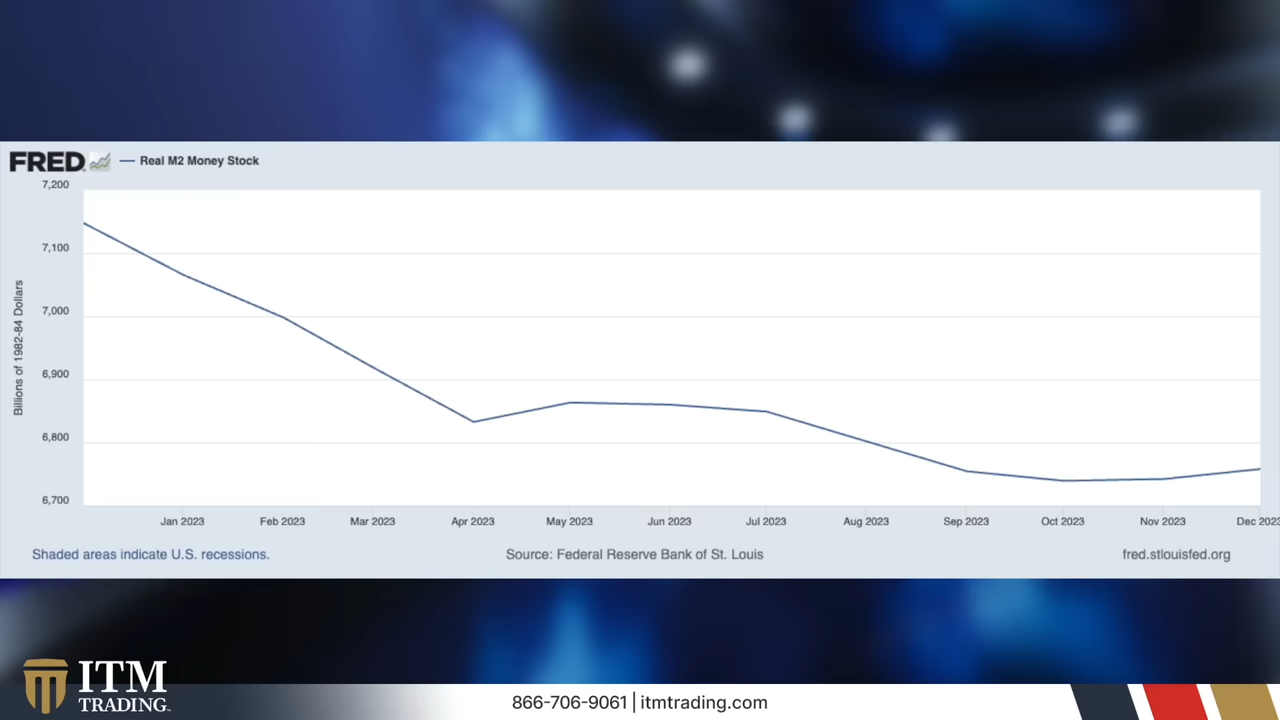 FRED Real M2 Money Stock
7,200
7,100
7,000
6,900
6,800
6,700
Billions of 1982-84 Dollars
Jan 2023 Feb 2023 Mar 2023 Apr 2023 May 2023 Jun 2023 Jul 2023 Aug 2023 Sep 2023 Oct 2023 Nov 2023 Dec 2023
Shaded areas indicate U.S. recessions. Source: Federal Reserve Bank of St. Louis fred.stlouisfed.org
ITM
TRADING
866-706-9061 | itmtrading.com